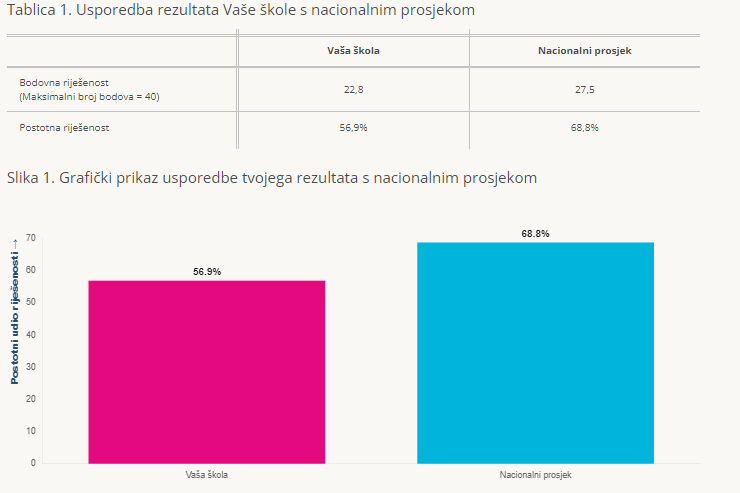 Tablica 1. Usporedba rezultata Vaše škole s nacionalnim prosjekom
Vaša škola
Nacionalni prosjek
Bodovna riješenost
(Maksimalni broj bodova = 40)
22,8
27,5
Postotna riješenost
56,9%
68,8%
Slika 1. Grafički prikaz usporedbe tvojega rezultata s nacionalnim prosjekom
Postotni udio riješenosti →
70
60
50
40
30
20
10
0
56.9%
68.8%
Vaša škola
Nacionalni prosjek